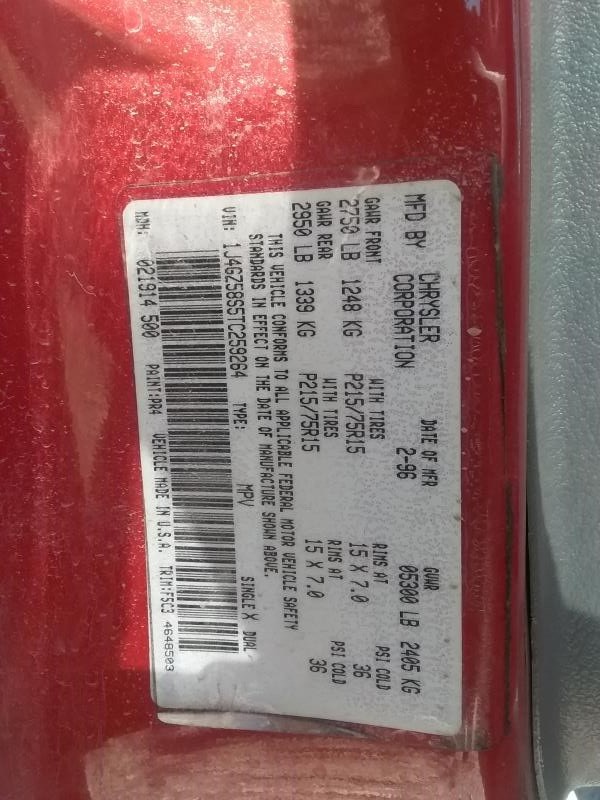 MFD BY CHRYSLER CORPORATION DATE OF MFR 2-96 GVWR 05300 LB 2405 KG
GAWR FRONT WITH TIRES RIMS AT PSI COLD
2750 LB 1248 KG P215/75R15 15 X 7.0 36
GAWR REAR WITH TIRES RIMS AT PSI COLD
2950 LB 1339 KG P215/75R15 15 X 7.0 36
THIS VEHICLE CONFORMS TO ALL APPLICABLE FEDERAL MOTOR VEHICLE SAFETY
STANDARDS IN EFFECT ON THE DATE OF MANUFACTURE SHOWN ABOVE.
VIN: 1J4GZ58S5TC259264 TYPE: MPV SINGLE X DUAL
MDH: 021914 500 PAINT:PR4 VEHICLE MADE IN U.S.A. TRIM:F5C3 4648503